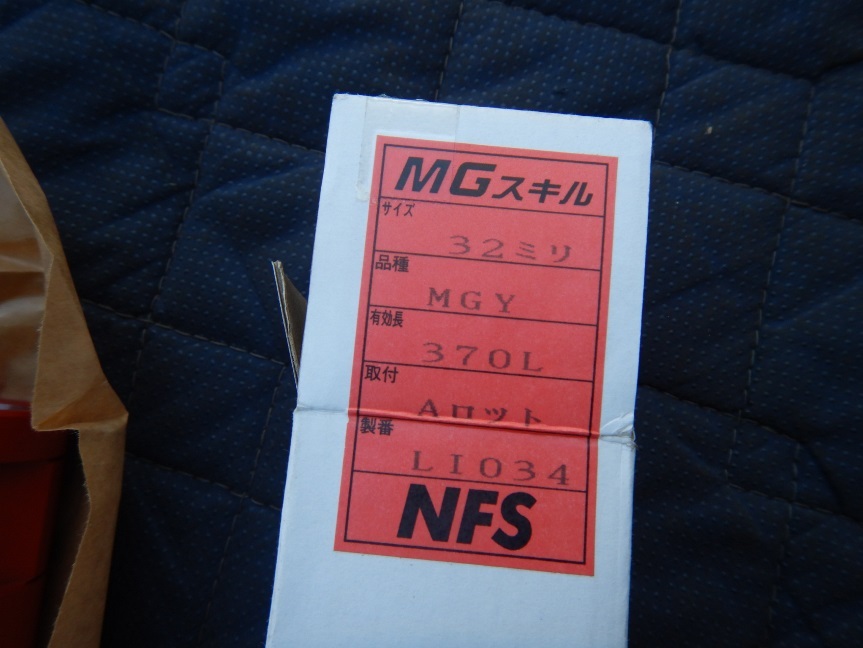 MGスキル
サイズ
32ミリ
品種
MGY
有効長
370L
取付
Aロット
製番
LI034
NFS